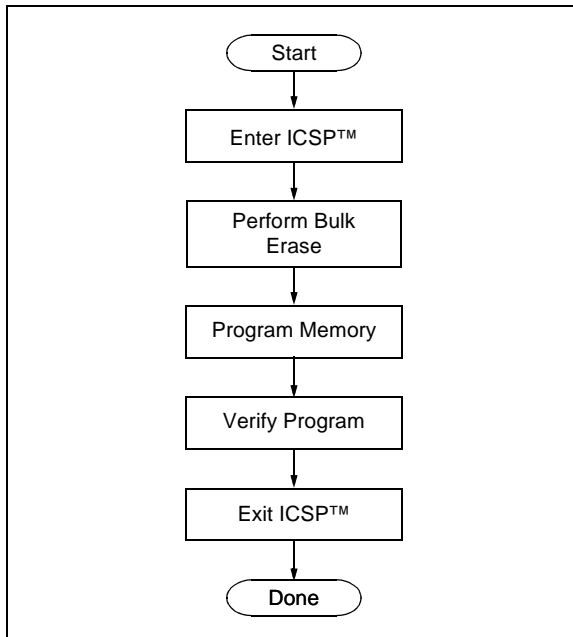 Start
Enter ICSP™
Perform Bulk
Erase
Program Memory
Verify Program
Exit ICSP™
Done